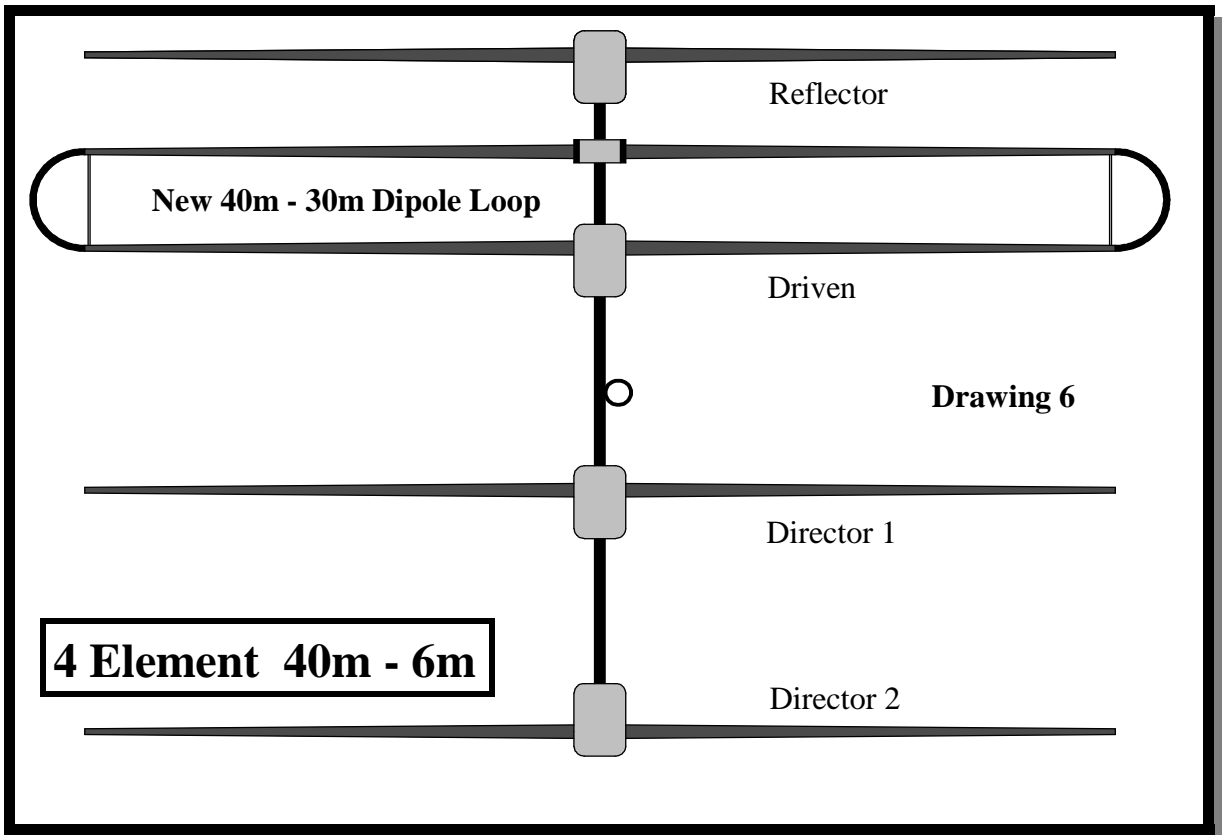 Reflector
New 40m - 30m Dipole Loop
Driven
Drawing 6
Director 1
4 Element 40m - 6m
Director 2